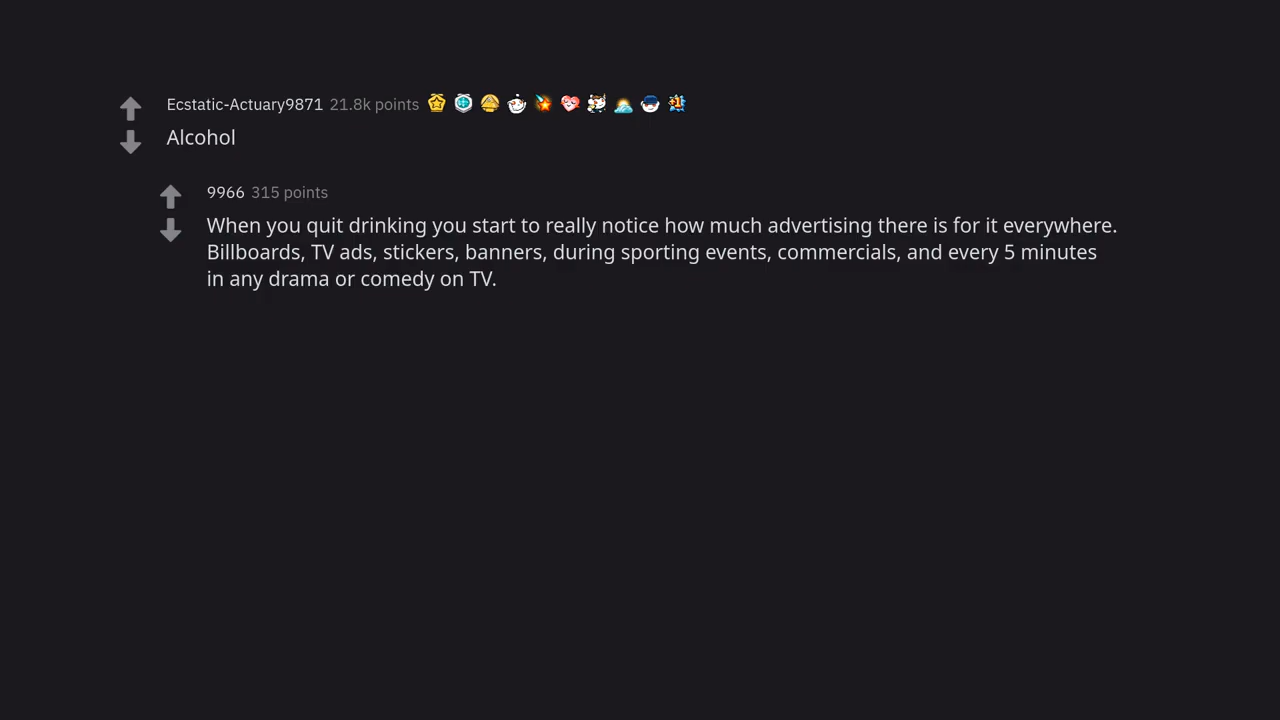 Ecstatic-Actuary9871 21.8k points
Alcohol
9966 315 points
When you quit drinking you start to really notice how much advertising there is for it everywhere.
Billboards, TV ads, stickers, banners, during sporting events, commercials, and every 5 minutes
in any drama or comedy on TV.